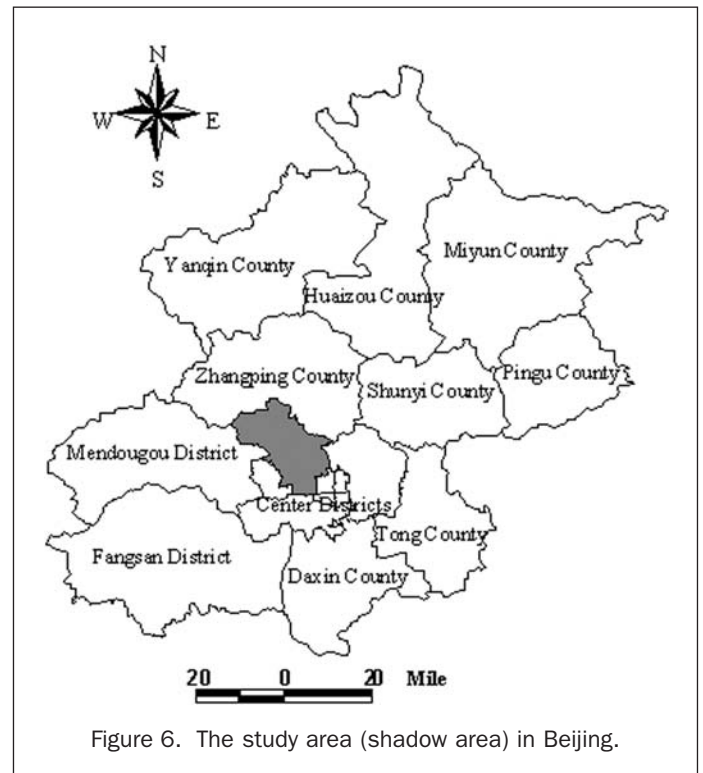 N
W E
S
Yanqin County
Miyun County
Huaizou County
Zhangping County
Shunyi County
Pingu County
Mendougou District
Center Districts
Tong County
Fangsan District
Daxin County
20 0 20 Mile
Figure 6. The study area (shadow area) in Beijing.